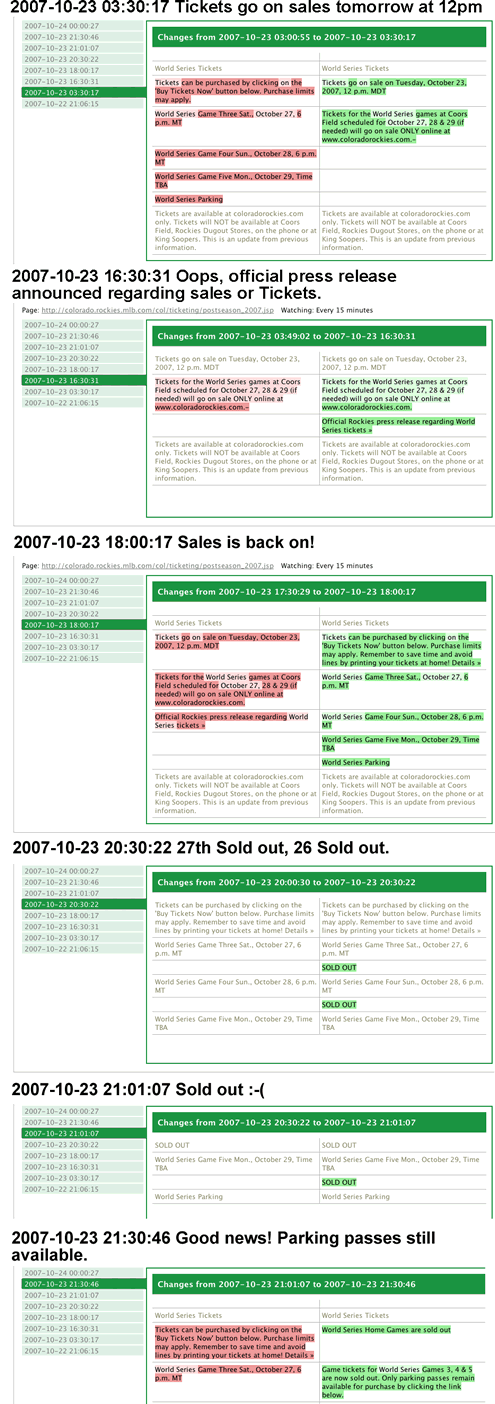 2007-10-23 03:30:17 Tickets go on sales tomorrow at 12pm
2007-10-24 00:00:27
2007-10-23 21:30:46
2007-10-23 21:01:07
2007-10-23 20:30:22
2007-10-23 18:00:17
2007-10-23 16:30:31
2007-10-23 03:30:17
2007-10-22 21:06:15
Changes from 2007-10-23 03:00:55 to 2007-10-23 03:30:17
World Series Tickets
World Series Tickets
Tickets can be purchased by clicking on the
'Buy Tickets Now' button below. Purchase limits
may apply.
Tickets go on sale on Tuesday, October 23,
2007, 12 p.m. MDT
World Series Game Three Sat., October 27, 6
p.m. MT
Tickets for the World Series games at Coors
Field scheduled for October 27, 28 & 29 (if
needed) will go on sale ONLY online at
www.coloradorockies.com.-
World Series Game Four Sun., October 28, 6 p.m.
MT
World Series Game Five Mon., October 29, Time
TBA
World Series Parking
Tickets are available at coloradorockies.com
only. Tickets will NOT be available at Coors
Field, Rockies Dugout Stores, on the phone or at
King Soopers. This is an update from previous
information.
Tickets are available at coloradorockies.com
only. Tickets will NOT be available at Coors
Field, Rockies Dugout Stores, on the phone or at
King Soopers. This is an update from previous
information.
2007-10-23 16:30:31 Oops, official press release
announced regarding sales or Tickets.
Page: http://colorado.rockies.mlb.com/col/ticketing/postseason_2007.jsp Watching: Every 15 minutes
2007-10-24 00:00:27
2007-10-23 21:30:46
2007-10-23 21:01:07
2007-10-23 20:30:22
2007-10-23 18:00:17
2007-10-23 16:30:31
2007-10-23 03:30:17
2007-10-22 21:06:15
Changes from 2007-10-23 03:49:02 to 2007-10-23 16:30:31
Tickets go on sale on Tuesday, October 23,
2007, 12 p.m. MDT
Tickets go on sale on Tuesday, October 23,
2007, 12 p.m. MDT
Tickets for the World Series games at Coors
Field scheduled for October 27, 28 & 29 (if
needed) will go on sale ONLY online at
www.coloradorockies.com.-
Tickets for the World Series games at Coors
Field scheduled for October 27, 28 & 29 (if
needed) will go on sale ONLY online at
www.coloradorockies.com.
Official Rockies press release regarding World
Series tickets »
Tickets are available at coloradorockies.com
only. Tickets will NOT be available at Coors
Field, Rockies Dugout Stores, on the phone or at
King Soopers. This is an update from previous
information.
Tickets are available at coloradorockies.com
only. Tickets will NOT be available at Coors
Field, Rockies Dugout Stores, on the phone or at
King Soopers. This is an update from previous
information.
2007-10-23 18:00:17 Sales is back on!
Page: http://colorado.rockies.mlb.com/col/ticketing/postseason_2007.jsp Watching: Every 15 minutes
2007-10-24 00:00:27
2007-10-23 21:30:46
2007-10-23 21:01:07
2007-10-23 20:30:22
2007-10-23 18:00:17
2007-10-23 16:30:31
2007-10-23 03:30:17
2007-10-22 21:06:15
Changes from 2007-10-23 17:30:29 to 2007-10-23 18:00:17
World Series Tickets
World Series Tickets
Tickets go on sale on Tuesday, October 23,
2007, 12 p.m. MDT
Tickets can be purchased by clicking on the
'Buy Tickets Now' button below. Purchase limits
may apply. Remember to save time and avoid
lines by printing your tickets at home! Details »
Tickets for the World Series games at Coors
Field scheduled for October 27, 28 & 29 (if
needed) will go on sale ONLY online at
www.coloradorockies.com.
World Series Game Three Sat., October 27, 6
p.m. MT
Official Rockies press release regarding World
Series tickets »
World Series Game Four Sun., October 28, 6 p.m.
MT
World Series Game Five Mon., October 29, Time
TBA
World Series Parking
Tickets are available at coloradorockies.com
only. Tickets will NOT be available at Coors
Field, Rockies Dugout Stores, on the phone or at
King Soopers. This is an update from previous
information.
Tickets are available at coloradorockies.com
only. Tickets will NOT be available at Coors
Field, Rockies Dugout Stores, on the phone or at
King Soopers. This is an update from previous
information.
2007-10-23 20:30:22 27th Sold out, 26 Sold out.
2007-10-24 00:00:27
2007-10-23 21:30:46
2007-10-23 21:01:07
2007-10-23 20:30:22
2007-10-23 18:00:17
2007-10-23 16:30:31
2007-10-23 03:30:17
2007-10-22 21:06:15
Changes from 2007-10-23 20:00:30 to 2007-10-23 20:30:22
Tickets can be purchased by clicking on the
'Buy Tickets Now' button below. Purchase limits
may apply. Remember to save time and avoid
lines by printing your tickets at home! Details »
Tickets can be purchased by clicking on the
'Buy Tickets Now' button below. Purchase limits
may apply. Remember to save time and avoid
lines by printing your tickets at home! Details »
World Series Game Three Sat., October 27, 6
p.m. MT
World Series Game Three Sat., October 27, 6
p.m. MT
SOLD OUT
World Series Game Four Sun., October 28, 6 p.m.
MT
World Series Game Four Sun., October 28, 6 p.m.
MT
SOLD OUT
World Series Game Five Mon., October 29, Time
TBA
World Series Game Five Mon., October 29, Time
TBA
2007-10-23 21:01:07 Sold out :-(
2007-10-24 00:00:27
2007-10-23 21:30:46
2007-10-23 21:01:07
2007-10-23 20:30:22
2007-10-23 18:00:17
2007-10-23 16:30:31
2007-10-23 03:30:17
2007-10-22 21:06:15
Changes from 2007-10-23 20:30:22 to 2007-10-23 21:01:07
SOLD OUT
SOLD OUT
World Series Game Five Mon., October 29, Time
TBA
World Series Game Five Mon., October 29, Time
TBA
SOLD OUT
World Series Parking
World Series Parking
2007-10-23 21:30:46 Good news! Parking passes still
available.
2007-10-24 00:00:27
2007-10-23 21:30:46
2007-10-23 21:01:07
2007-10-23 20:30:22
2007-10-23 18:00:17
2007-10-23 16:30:31
2007-10-23 03:30:17
2007-10-22 21:06:15
Changes from 2007-10-23 21:01:07 to 2007-10-23 21:30:46
World Series Tickets
World Series Tickets
Tickets can be purchased by clicking on the
'Buy Tickets Now' button below. Purchase limits
may apply. Remember to save time and avoid
lines by printing your tickets at home! Details »
World Series Home Games are sold out
World Series Game Three Sat., October 27, 6
p.m. MT
Game tickets for World Series Games 3, 4 & 5
are now sold out. Only parking passes remain
available for purchase by clicking the link
below.